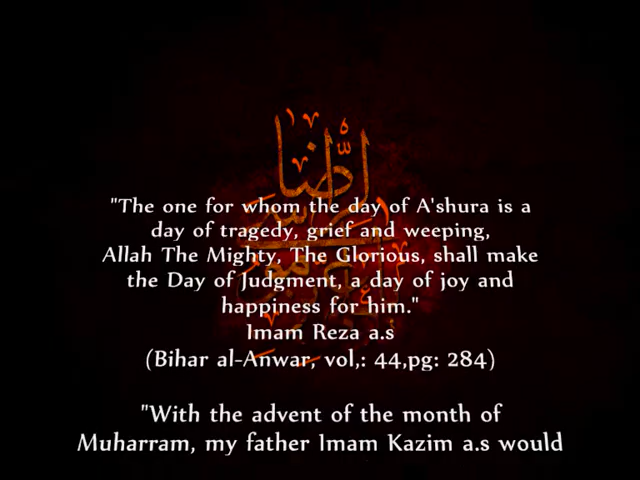 "The one for whom the day of A'shura is a
day of tragedy, grief and weeping,
Allah The Mighty, The Glorious, shall make
the Day of Judgment, a day of joy and
happiness for him."
Imam Reza a.s
(Bihar al-Anwar, vol,: 44,pg: 284)
"With the advent of the month of
Muharram, my father Imam Kazim a.s would